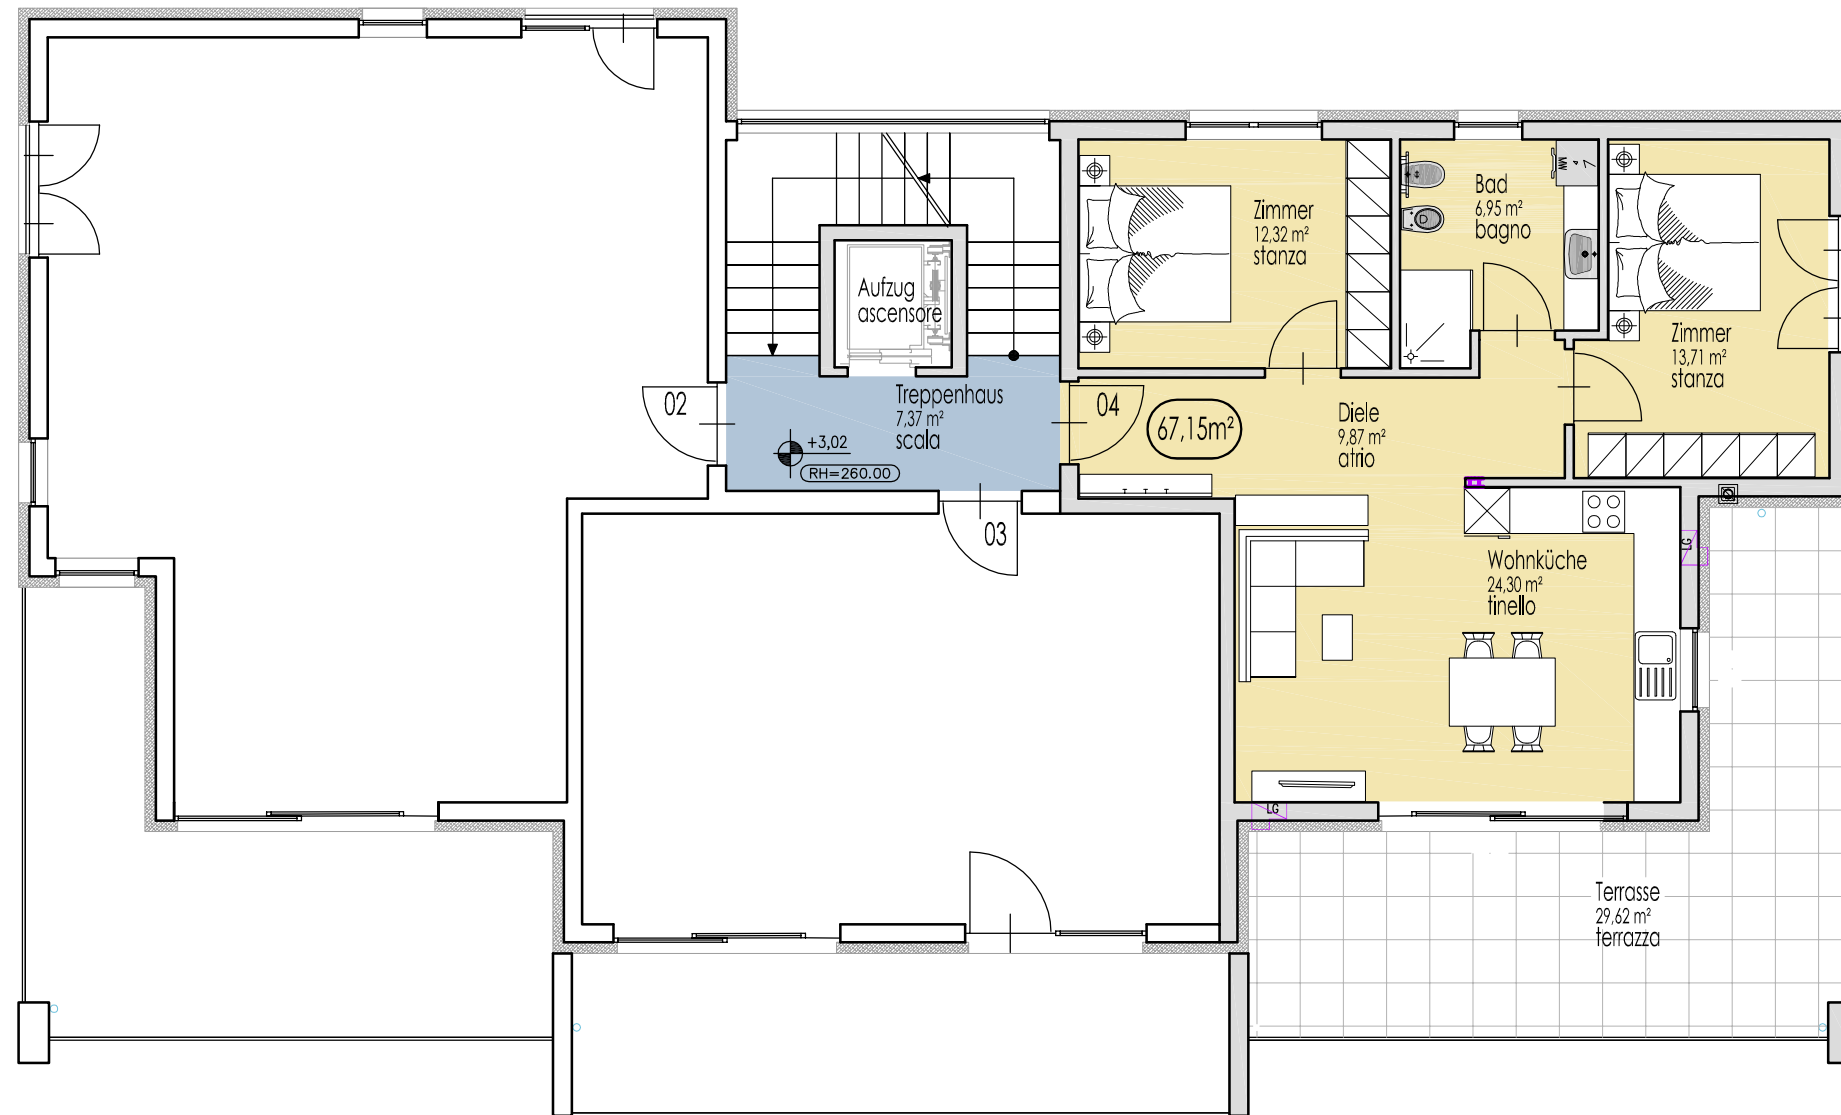 Zimmer
12,32 m²
stanza
Bad
6,95 m²
bagno
MW
Aufzug
ascensore
Zimmer
13,71 m²
stanza
02
Treppenhaus
7,37 m²
scala
+3,02
RH=260.00
04
67,15m²
Diele
9,87 m²
atrio
03
Wohnküche
24,30 m²
tinello
LG
LG
Terrasse
29,62 m²
terrazza